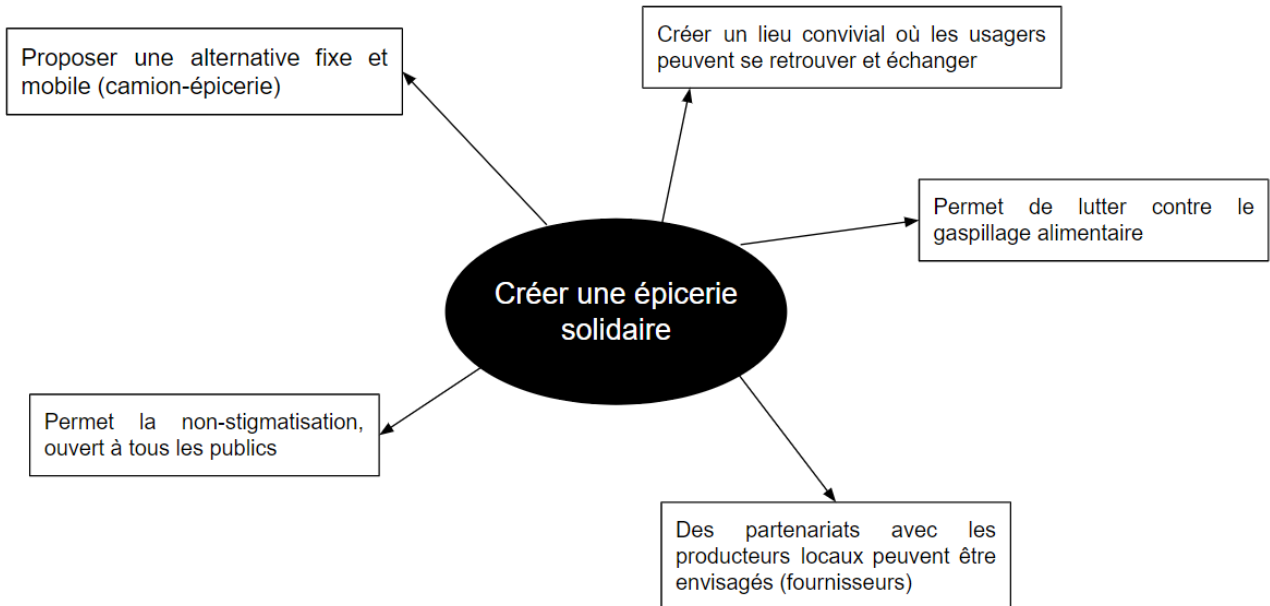 Proposer une alternative fixe et
mobile (camion-épicerie)
Créer un lieu convivial où les usagers
peuvent se retrouver et échanger
Permet de lutter contre le
gaspillage alimentaire
Créer une épicerie
solidaire
Permet la non-stigmatisation,
ouvert à tous les publics
Des partenariats avec les
producteurs locaux peuvent être
envisagés (fournisseurs)